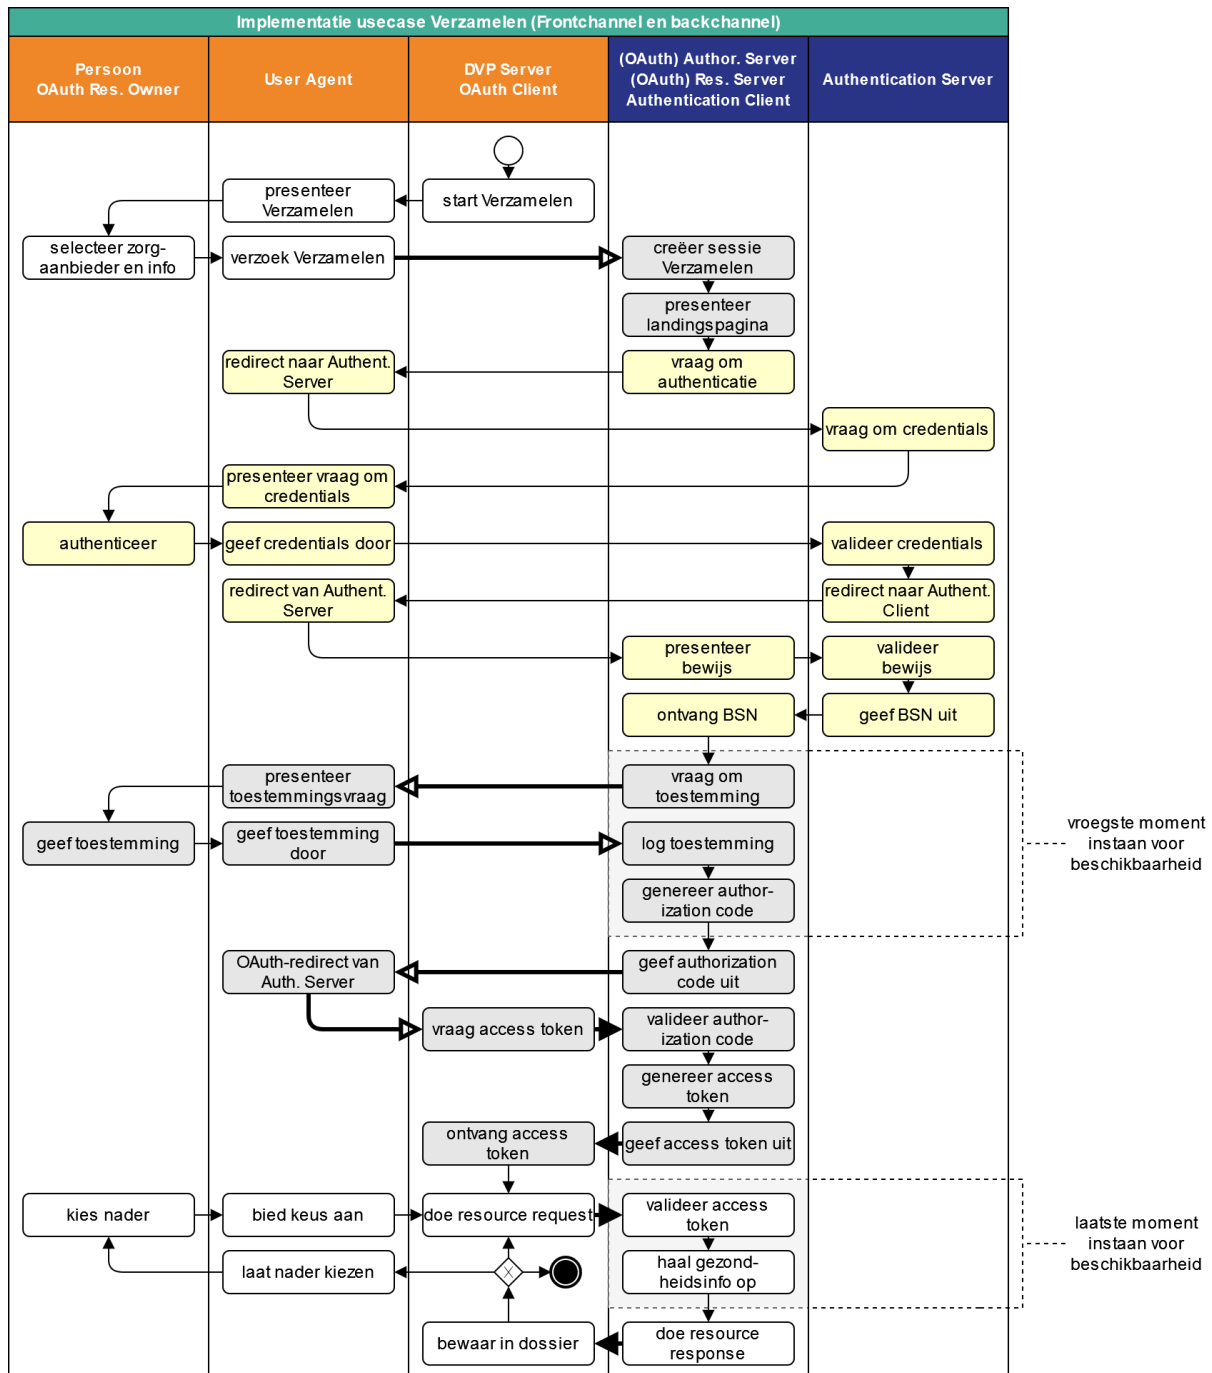 Implementatie usecase Verzamelen (Frontchannel en backchannel)
Persoon
OAuth Res. Owner
User Agent
DVP Server
OAuth Client
(OAuth) Author. Server
(OAuth) Res. Server
Authentication Client
Authentication Server
presenteer
Verzamelen
start Verzamelen
selecteer zorg-
aanbieder en info
verzoek Verzamelen
creëer sessie
Verzamelen
presenteer
landingspagina
redirect naar Authent.
Server
vraag om
authenticatie
vraag om credentials
presenteer vraag om
credentials
authenticeer
geef credentials door
valideer credentials
redirect van Authent.
Server
redirect naar Authent.
Client
presenteer
bewijs
valideer
bewijs
ontvang BSN
geef BSN uit
presenteer
toestemmingsvraag
vraag om
toestemming
geef toestemming
geef toestemming
door
log toestemming
vroegste moment
instaan voor
beschikbaarheid
genereer author-
ization code
OAuth-redirect van
Auth. Server
geef authorization
code uit
vraag access token
valideer author-
ization code
genereer access
token
ontvang access
token
geef access token uit
kies nader
bied keus aan
doe resource request
valideer access
token
laat nader kiezen
X
haal gezond-
heidsinfo op
laatste moment
instaan voor
beschikbaarheid
bewaar in dossier
doe resource
response